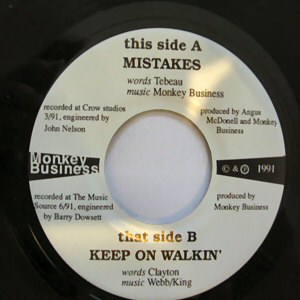 this side A
MISTAKES
words Tebeau
music Monkey Business
recorded at Crow studios
3/91, engineered by
John Nelson
produced by Angus
McDonell and Monkey
Business
Monkey
Business
© & ℗ 1991
recorded at The Music
Source 6/91, engineered
by Barry Dowsett
produced by
Monkey Business
that side B
KEEP ON WALKIN'
words Clayton
music Webb/King